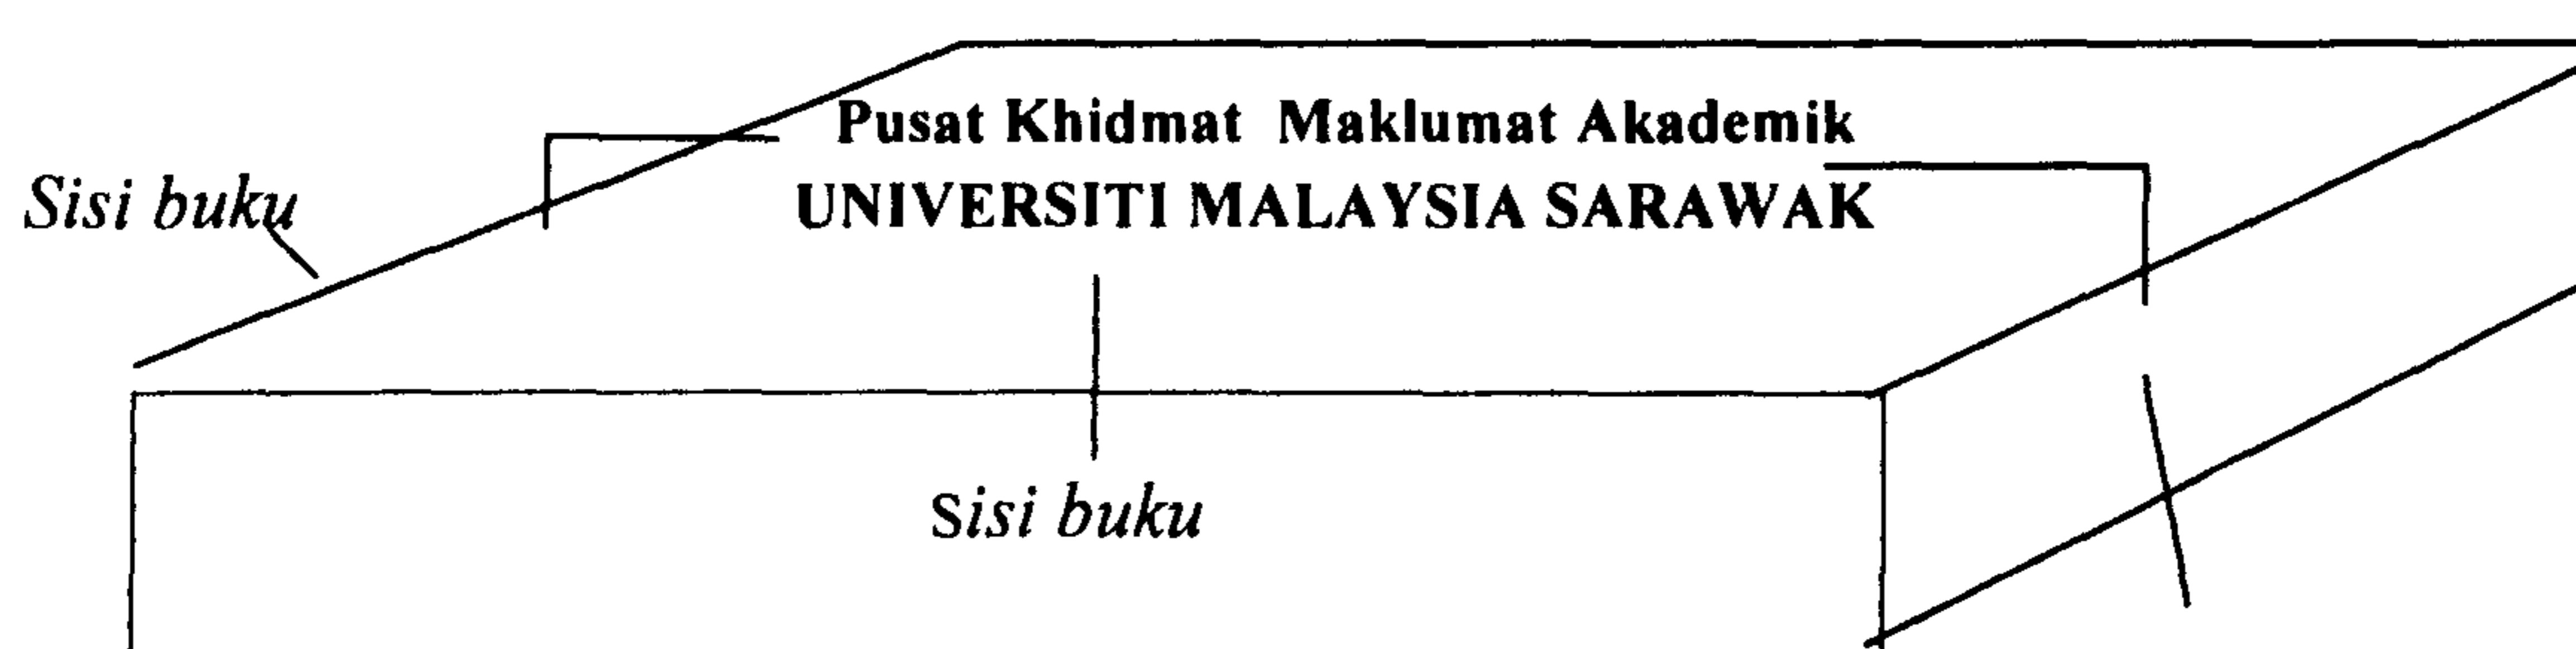 Pusat Khidmat Maklumat Akademik
Sisi buku
UNIVERSITI MALAYSIA SARAWAK
Sisi buku